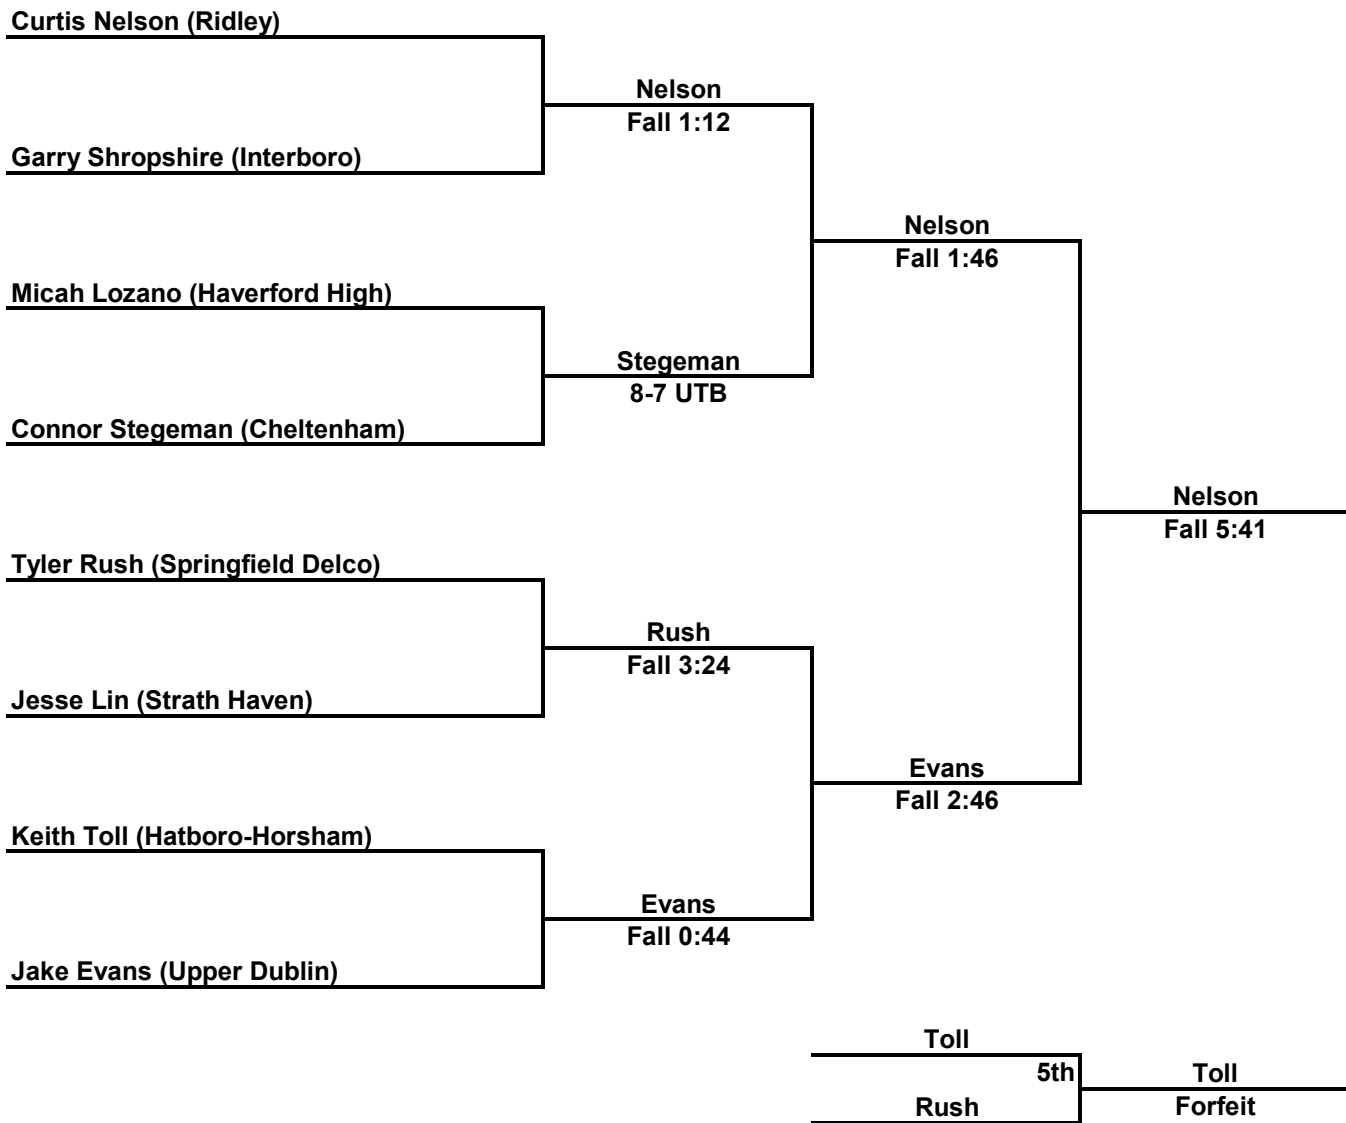 Curtis Nelson (Ridley)
Nelson
Fall 1:12
Garry Shropshire (Interboro)
Nelson
Fall 1:46
Micah Lozano (Haverford High)
Stegeman
8-7 UTB
Connor Stegeman (Cheltenham)
Nelson
Fall 5:41
Tyler Rush (Springfield Delco)
Rush
Fall 3:24
Jesse Lin (Strath Haven)
Evans
Fall 2:46
Keith Toll (Hatboro-Horsham)
Evans
Fall 0:44
Jake Evans (Upper Dublin)
Toll
5th
Toll
Rush
Forfeit